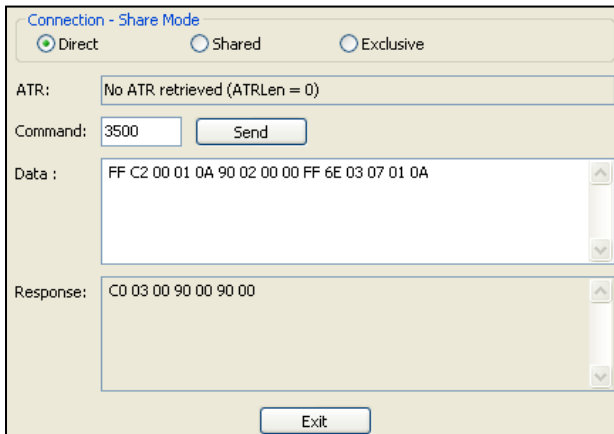 Connection - Share Mode
Direct Shared Exclusive
ATR: No ATR retrieved (ATRLen = 0)
Command: 3500 Send
Data : FF C2 00 01 0A 90 02 00 00 FF 6E 03 07 01 0A
Response: C0 03 00 90 00 90 00
Exit